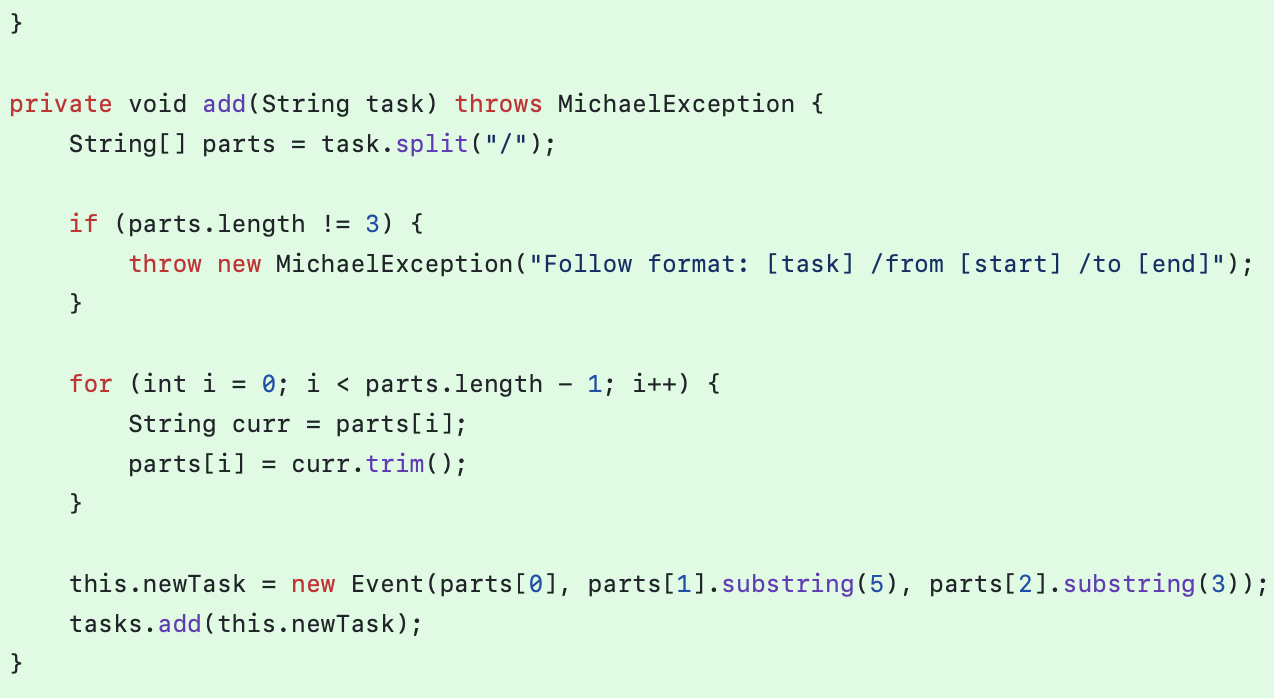 }
private void add(String task) throws MichaelException {
    String[] parts = task.split("/");
    if (parts.length != 3) {
        throw new MichaelException("Follow format: [task] /from [start] /to [end]");
    }
    for (int i = 0; i < parts.length - 1; i++) {
        String curr = parts[i];
        parts[i] = curr.trim();
    }
    this.newTask = new Event(parts[0], parts[1].substring(5), parts[2].substring(3));
    tasks.add(this.newTask);
}